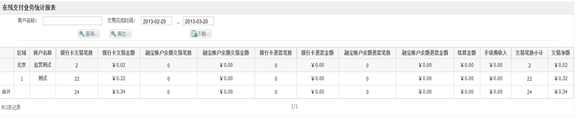 在线支付业务统计报表
商户名称： 交易完成时间： 2013-02-20 -- 2013-03-20
查询 清空 下载
区域 商户名称 银行卡交易笔数 银行卡交易金额 融宝账户余额交易笔数 融宝账户余额交易金额 银行卡退款笔数 银行卡退款金额 融宝账户余额退款笔数 融宝账户余额退款金额 结算金额 手续费收入 交易笔数小计 交易净额
北京 测试 2 ￥0.02 0 ￥0.00 0 ￥0.00 0 ￥0.00 ￥0.00 ￥0.00 2 ￥0.02
1 测试 22 ￥0.32 0 ￥0.00 0 ￥0.00 0 ￥0.00 ￥0.00 ￥0.00 22 ￥0.32
合计 24 ￥0.34 0 ￥0.00 0 ￥0.00 0 ￥0.00 ￥0.00 ￥0.00 24 ￥0.34
共2条记录 1/1